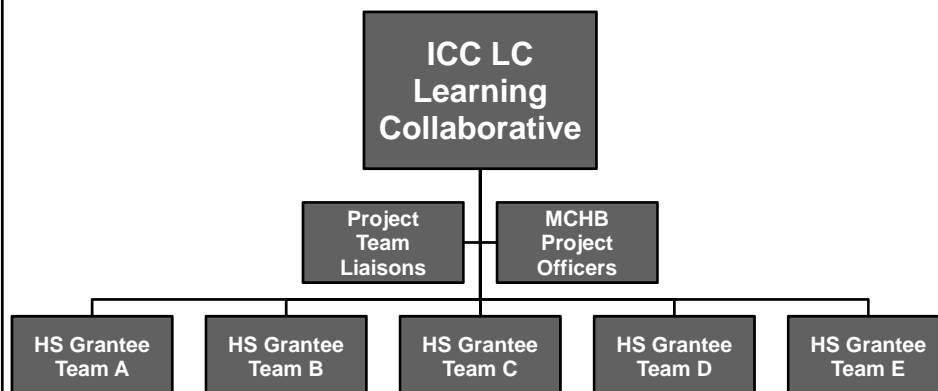 ICC LC
Learning
Collaborative
Project
Team
Liaisons
MCHB
Project
Officers
HS Grantee
Team A
HS Grantee
Team B
HS Grantee
Team C
HS Grantee
Team D
HS Grantee
Team E